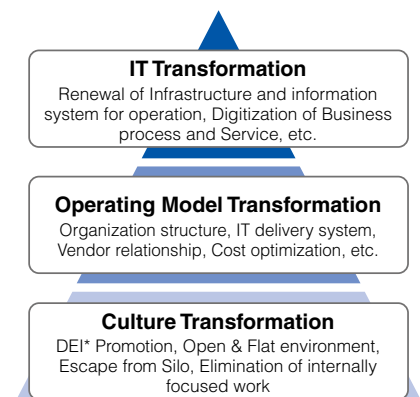 IT Transformation
Renewal of Infrastructure and information
system for operation, Digitization of Business
process and Service, etc.
Operating Model Transformation
Organization structure, IT delivery system,
Vendor relationship, Cost optimization, etc.
Culture Transformation
DEI* Promotion, Open & Flat environment,
Escape from Silo, Elimination of internally
focused work